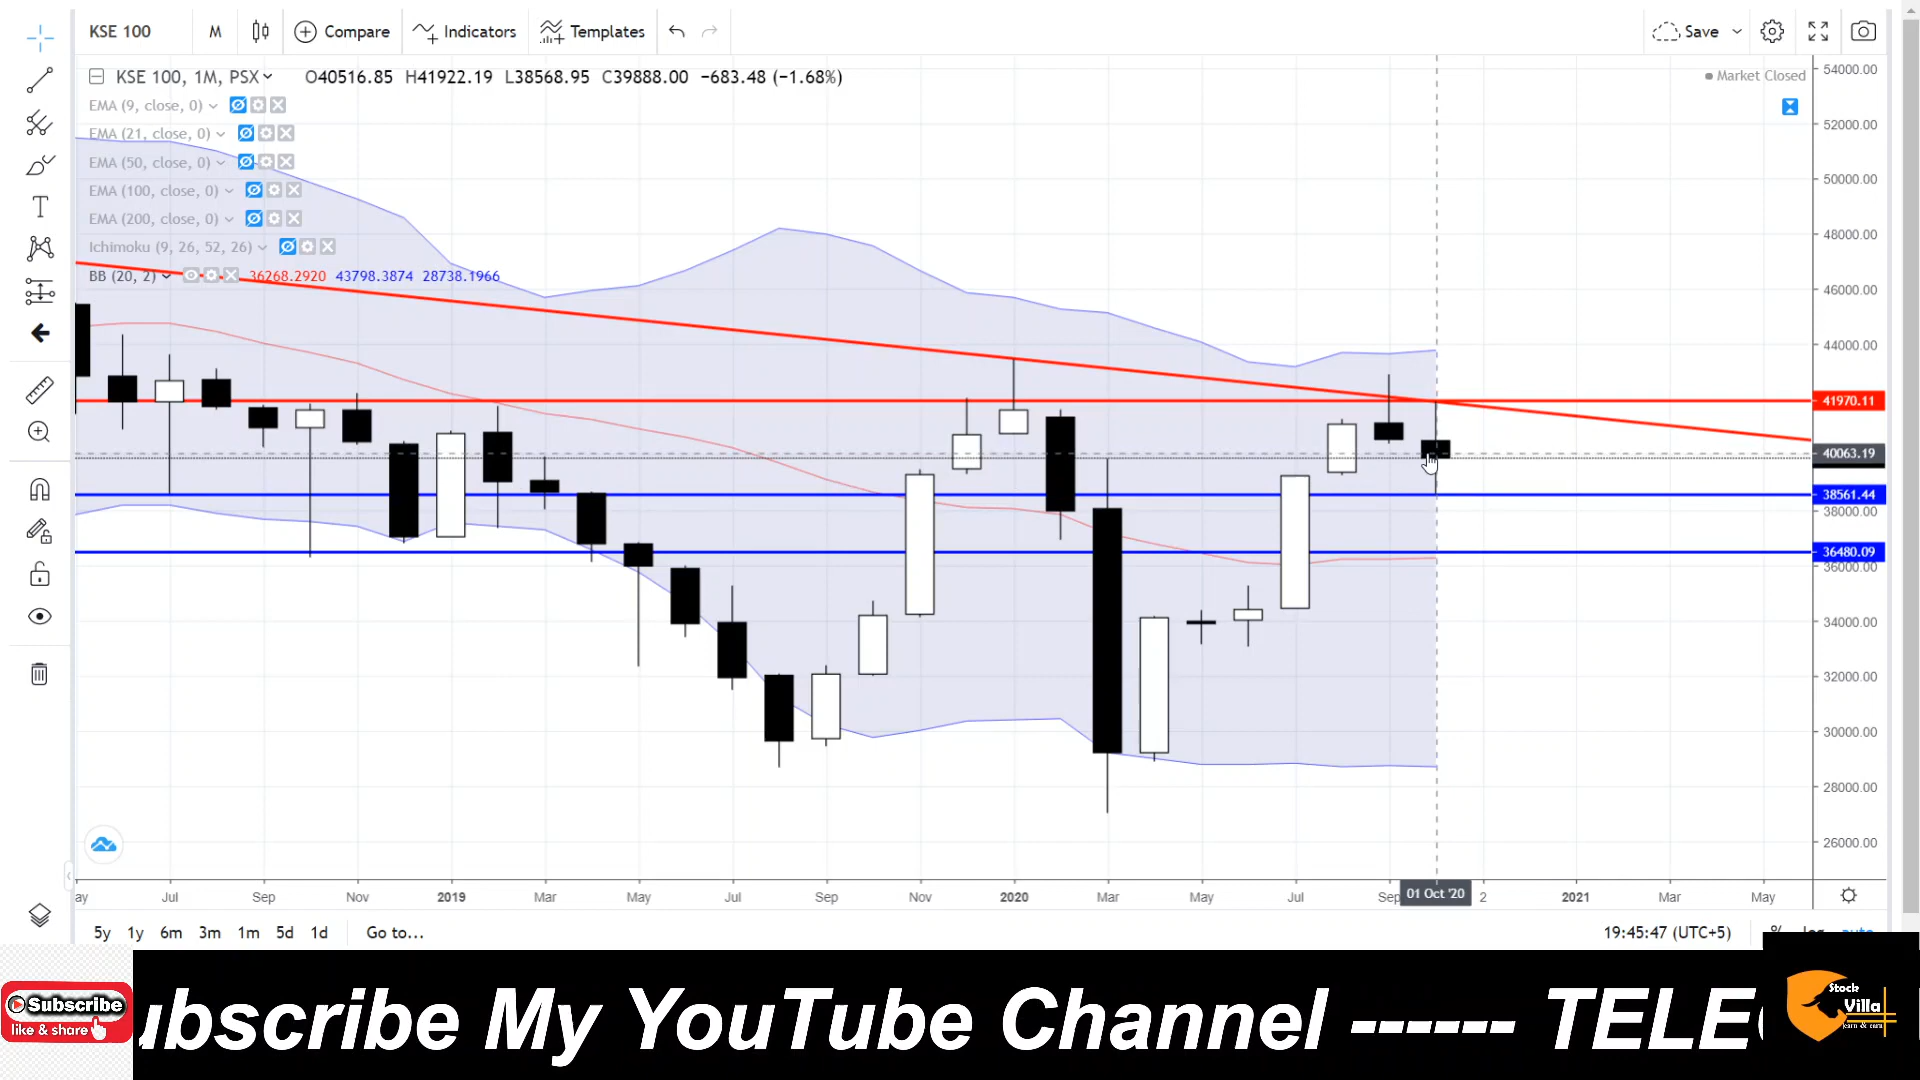 KSE 100 M Compare Indicators Templates Save
KSE 100, 1M, PSX O40516.85 H41922.19 L38568.95 C39888.00 −683.48 (−1.68%)
Market Closed
EMA (9, close, 0)
EMA (21, close, 0)
EMA (50, close, 0)
EMA (100, close, 0)
EMA (200, close, 0)
Ichimoku (9, 26, 52, 26)
BB (20, 2) 36268.2920 43798.3874 28738.1966
54000.00
52000.00
50000.00
48000.00
46000.00
44000.00
41970.11
40063.19
38561.44
38000.00
36480.09
36000.00
34000.00
32000.00
30000.00
28000.00
26000.00
ay Jul Sep Nov 2019 Mar May Jul Sep Nov 2020 Mar May Jul Sep 01 Oct '20 2 2021 Mar May
5y 1y 6m 3m 1m 5d 1d Go to... 19:45:47 (UTC+5) % log auto
Subscribe
like & share
ubscribe My YouTube Channel ------ TELE
Stock
Villa
learn & earn